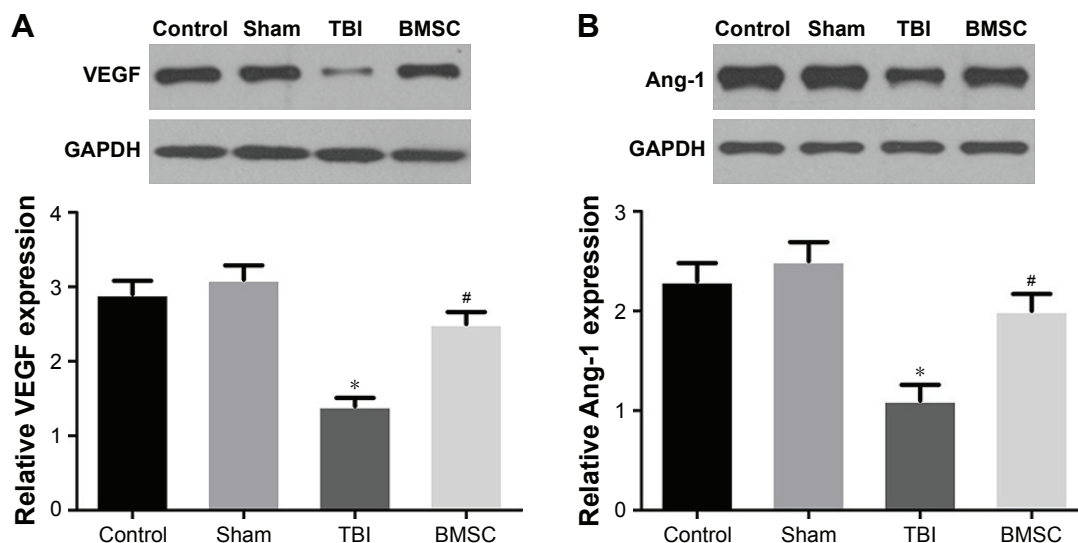 A
Control Sham TBI BMSC
VEGF
GAPDH
Relative VEGF expression
4
3
2
1
0
#
*
Control Sham TBI BMSC
B
Control Sham TBI BMSC
Ang-1
GAPDH
Relative Ang-1 expression
3
2
1
0
#
*
Control Sham TBI BMSC